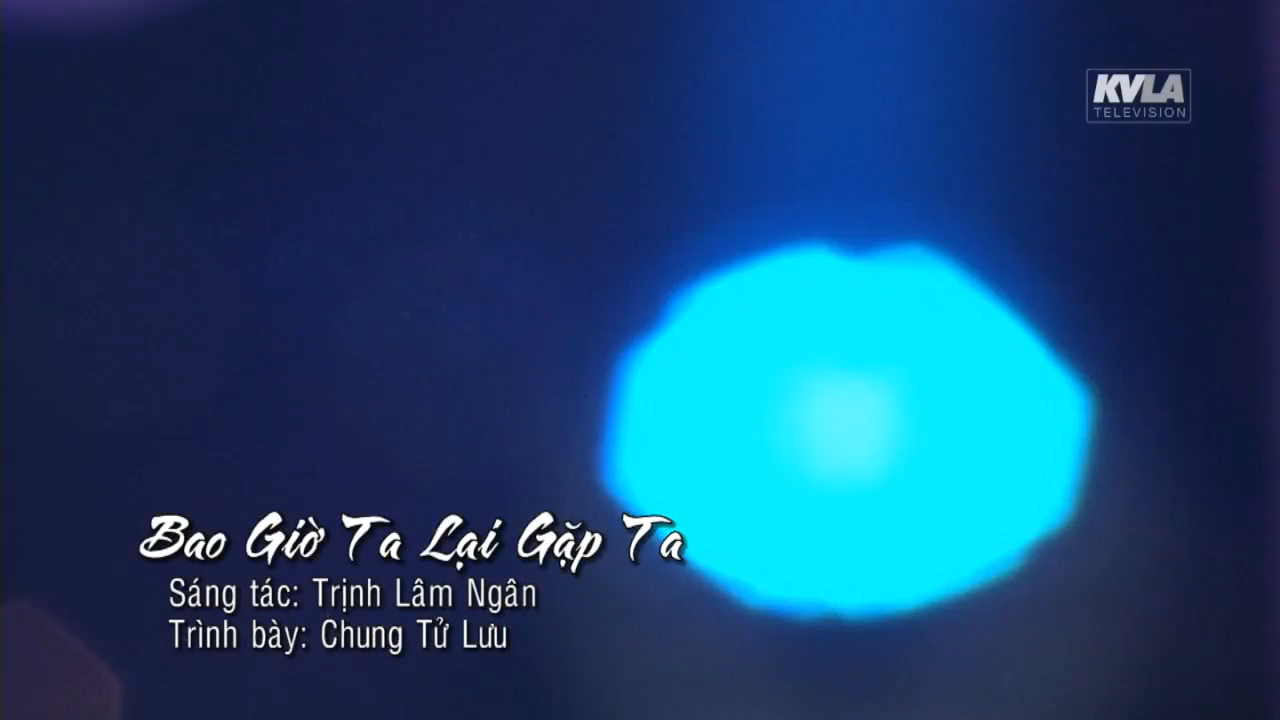 KVLA
TELEVISION
Bao Giờ Ta Lại Gặp Ta
Sáng tác: Trịnh Lâm Ngân
Trình bày: Chung Tử Lưu